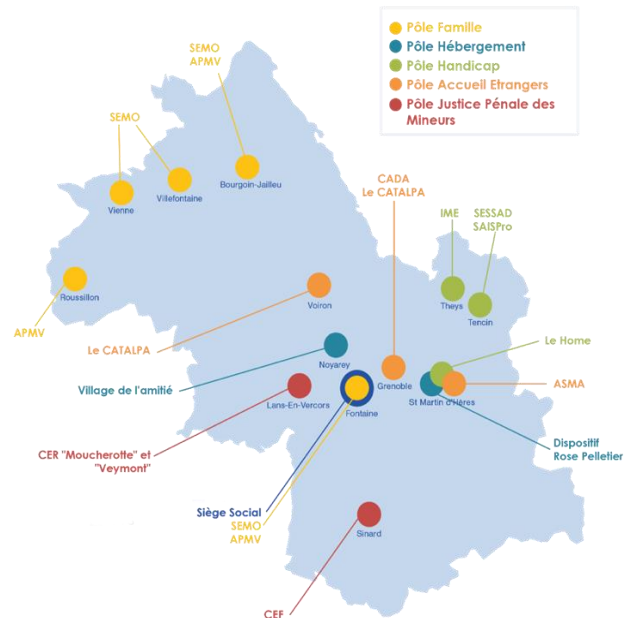 Pôle Famille
Pôle Hébergement
Pôle Handicap
Pôle Accueil Etrangers
Pôle Justice Pénale des
Mineurs
SEMO
APMV
SEMO
Bourgoin-Jailleu
Villefontaine
Vienne
CADA
Le CATALPA
IME
SESSAD
SAISPro
Roussillon
APMV
Voiron
Le CATALPA
Theys
Tencin
Le Home
Noyarey
Village de l'amitié
Lans-En-Vercors
Fontaine
Grenoble
St Martin d'Hères
ASMA
CER "Moucherotte" et
"Veymont"
Dispositif
Rose Pelletier
Siège Social
SEMO
APMV
Sinard
CEF